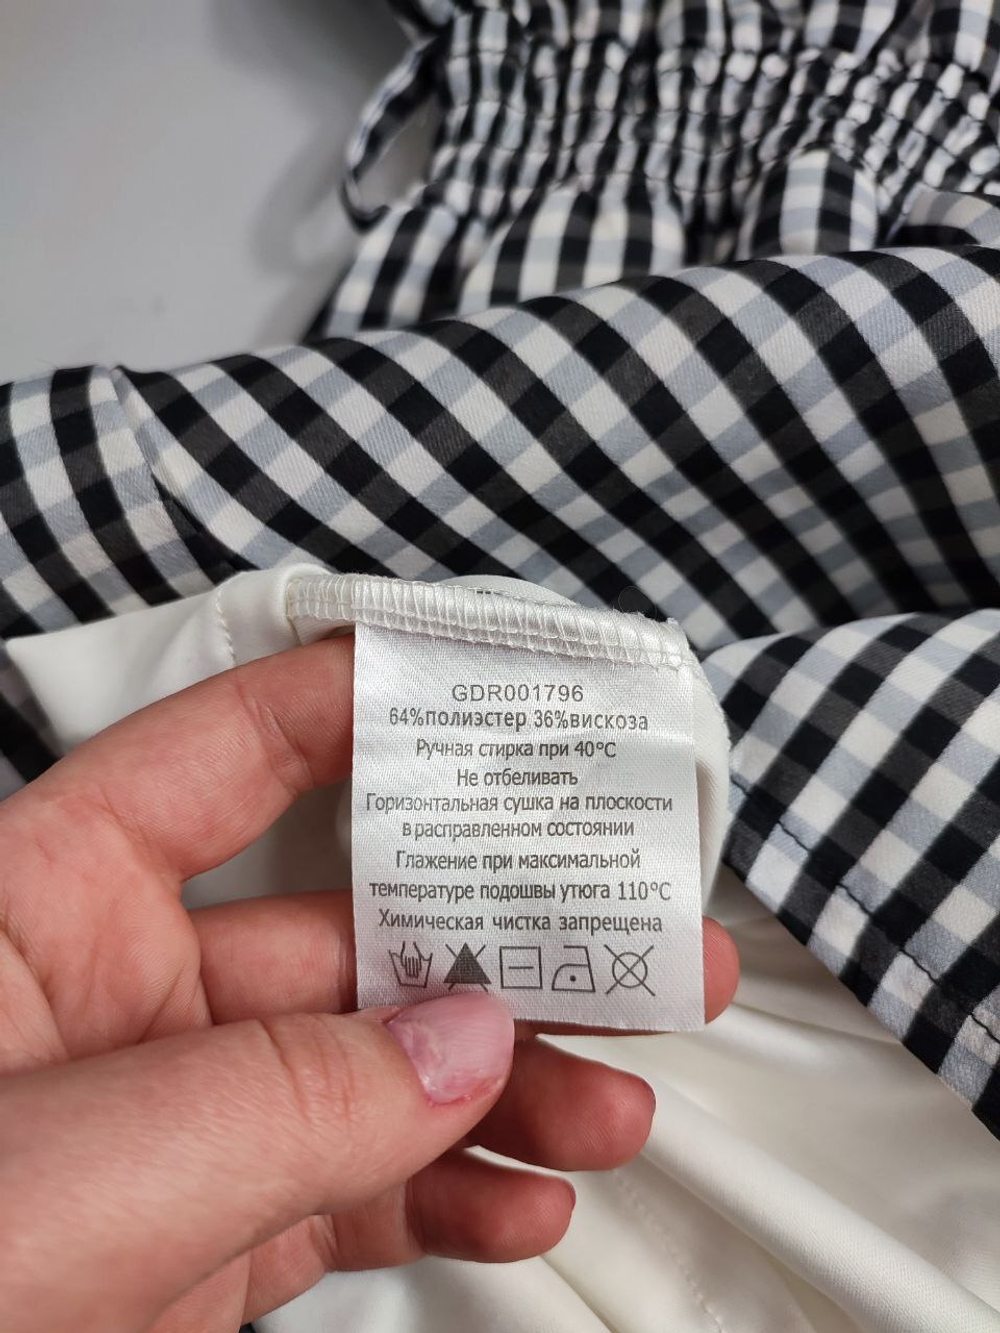 GDR001796
64%полиэстер 36%вискоза
Ручная стирка при 40°C
Не отбеливать
Горизонтальная сушка на плоскости
в расправленном состоянии
Глажение при максимальной
температуре подошвы утюга 110°C
Химическая чистка запрещена